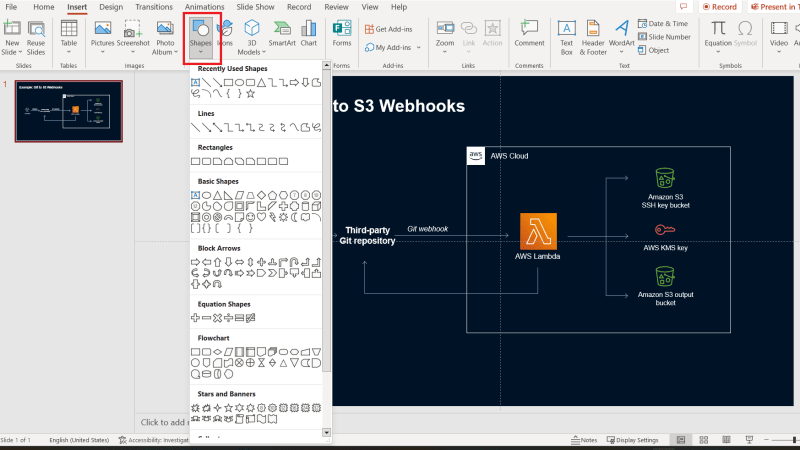 File Home Insert Design Transitions Animations Slide Show Record Review View Help Record Present in T
New Slide Reuse Slides Table Pictures Screenshot Photo Album Shapes Icons 3D Models SmartArt Chart Forms Get Add-ins My Add-ins Zoom Link Action Comment Text Box Header & Footer WordArt Date & Time Slide Number Object Equation Symbol Video
Slides Tables Images Forms Add-ins Links Comments Text Symbols
1
Recently Used Shapes
Lines
Rectangles
Basic Shapes
Block Arrows
Equation Shapes
Flowchart
Stars and Banners
to S3 Webhooks
aws
AWS Cloud
Amazon S3
SSH key bucket
Third-party
Git repository
Git webhook
AWS Lambda
AWS KMS key
Amazon S3 output
bucket
Click to add
Slide 1 of 1 English (United States) Accessibility: Investigat Notes Display Settings